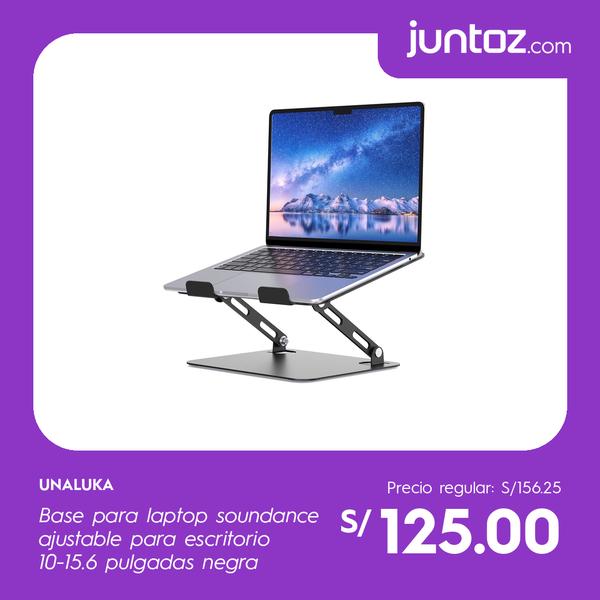 juntoz.com
UNALUKA
Base para laptop soundance
ajustable para escritorio
10-15.6 pulgadas negra
Precio regular: S/156.25
S/125.00